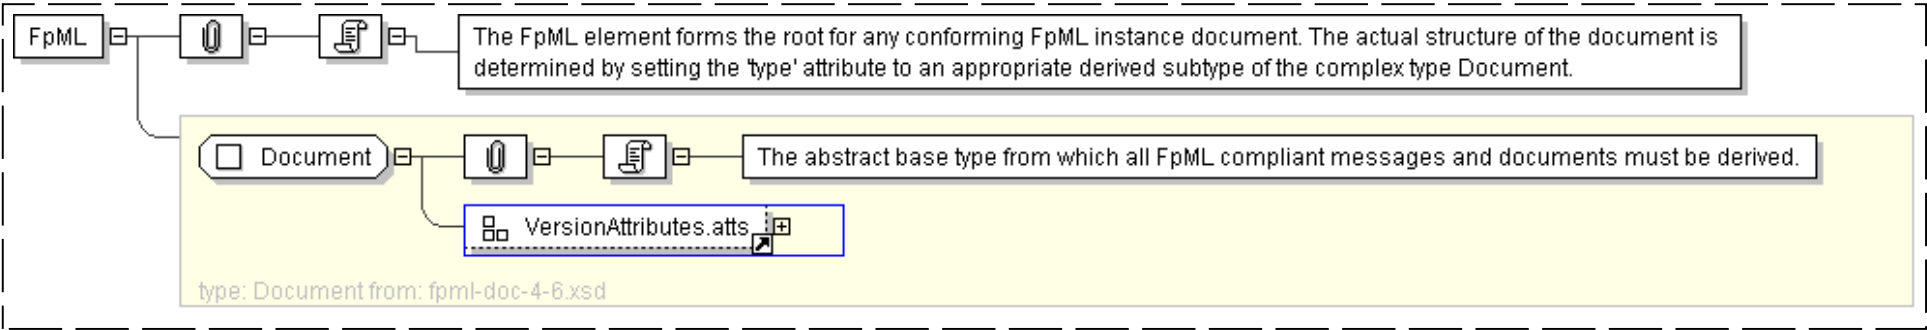 FpML
The FpML element forms the root for any conforming FpML instance document. The actual structure of the document is
determined by setting the 'type' attribute to an appropriate derived subtype of the complex type Document.
Document
The abstract base type from which all FpML compliant messages and documents must be derived.
VersionAttributes.atts
type: Document from: fpml-doc-4-6.xsd